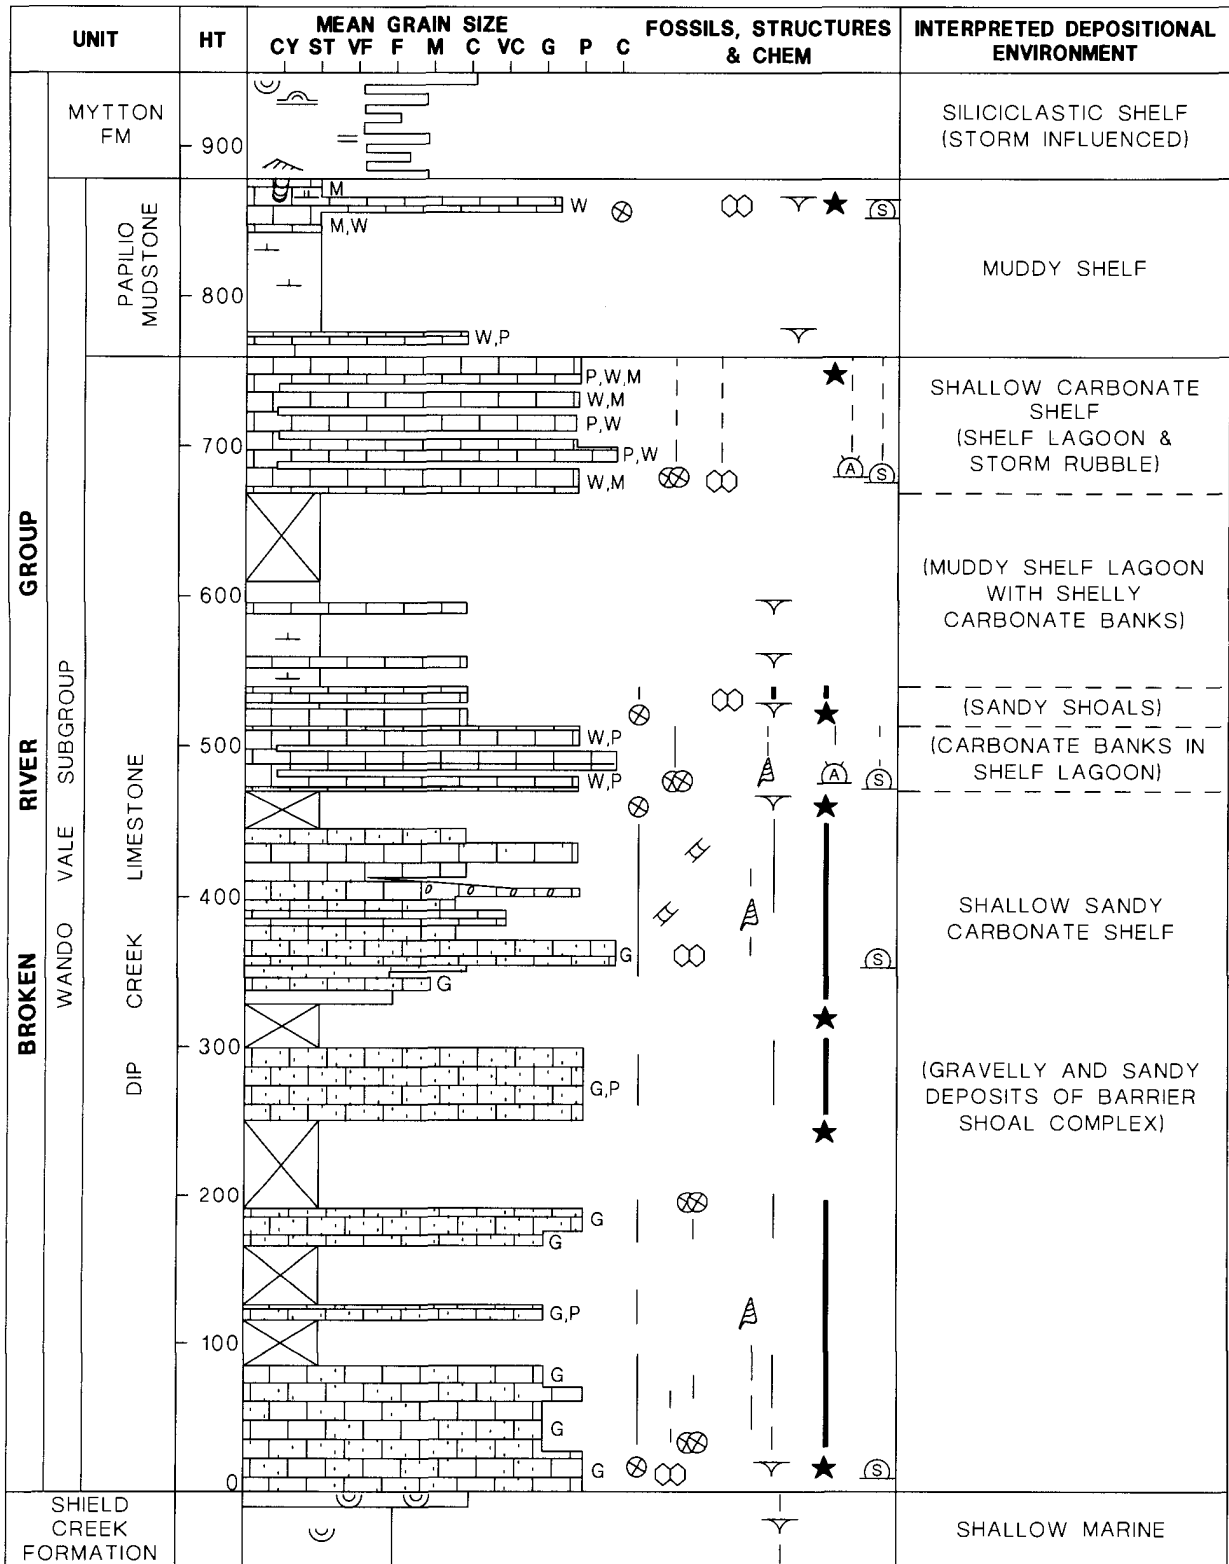 UNIT
HT
MEAN GRAIN SIZE
CY ST VF F M C VC G P C
FOSSILS, STRUCTURES
& CHEM
INTERPRETED DEPOSITIONAL
ENVIRONMENT
MYTTON
FM
900
SILICICLASTIC SHELF
(STORM INFLUENCED)
BROKEN RIVER GROUP
WANDO VALE SUBGROUP
PAPILIO
MUDSTONE
M
W
S
M,W
800
MUDDY SHELF
W,P
DIP CREEK LIMESTONE
P,W,M
W,M
P,W
700
P,W
W,M
A
S
SHALLOW CARBONATE
SHELF
(SHELF LAGOON &
STORM RUBBLE)
600
(MUDDY SHELF LAGOON
WITH SHELLY
CARBONATE BANKS)
(SANDY SHOALS)
500
W,P
W,P
A
S
(CARBONATE BANKS IN
SHELF LAGOON)
400
G
S
G
SHALLOW SANDY
CARBONATE SHELF
300
G,P
(GRAVELLY AND SANDY
DEPOSITS OF BARRIER
SHOAL COMPLEX)
200
G
G
G,P
100
G
G
G
S
0
SHIELD
CREEK
FORMATION
SHALLOW MARINE